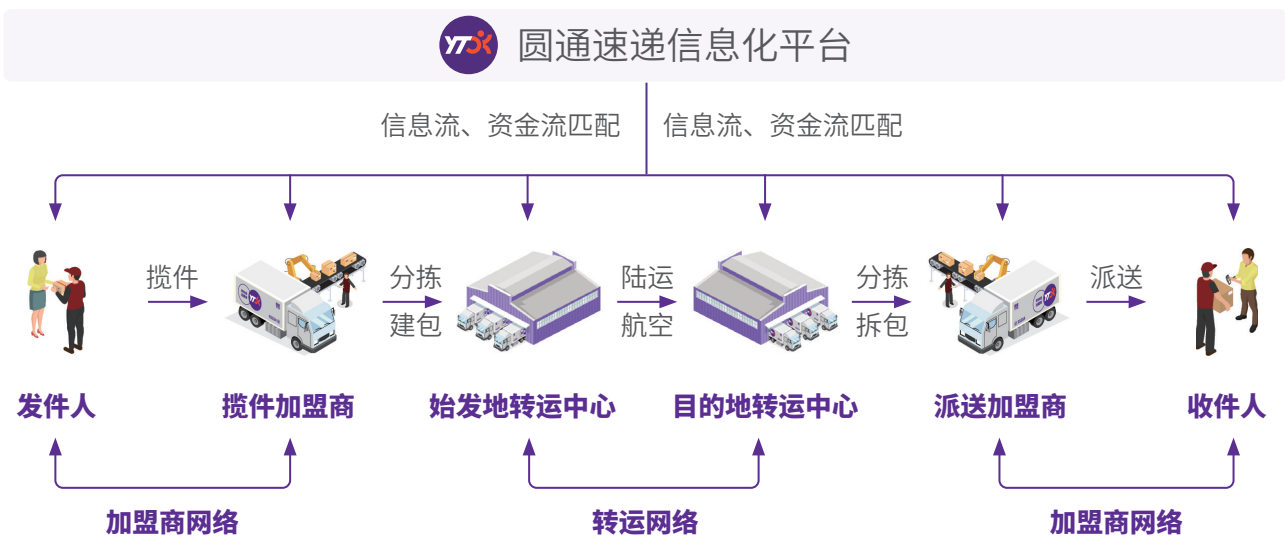 YTO 圆通速递信息化平台
信息流、资金流匹配 信息流、资金流匹配
揽件 分拣 陆运 分拣 派送
建包 航空 拆包
发件人 揽件加盟商 始发地转运中心 目的地转运中心 派送加盟商 收件人
加盟商网络 转运网络 加盟商网络